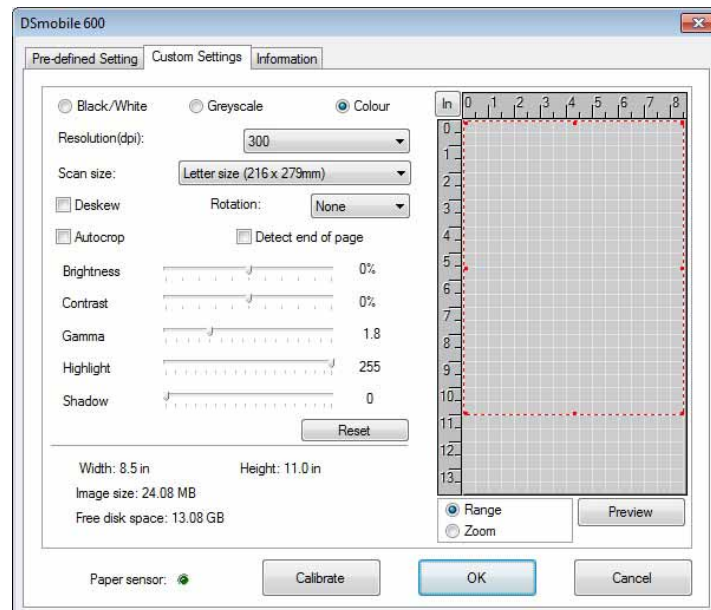 DSmobile 600
Pre-defined Setting Custom Settings Information
Black/White Greyscale Colour
Resolution(dpi): 300
Scan size: Letter size (216 x 279mm)
Deskew Rotation: None
Autocrop Detect end of page
Brightness 0%
Contrast 0%
Gamma 1.8
Highlight 255
Shadow 0
Reset
Width: 8.5 in Height: 11.0 in
Image size: 24.08 MB
Free disk space: 13.08 GB
In 0 1 2 3 4 5 6 7 8
0
1
2
3
4
5
6
7
8
9
10
11
12
13
Range
Zoom
Preview
Paper sensor: Calibrate OK Cancel